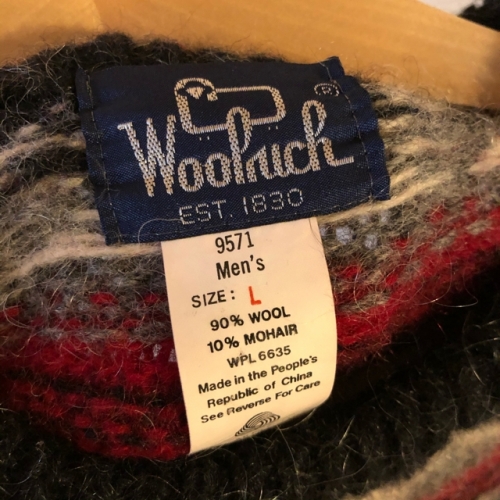 Woolrich
®
EST. 1830
9571
Men's
SIZE: L
90% WOOL
10% MOHAIR
WPL 6635
Made in the People's
Republic of China
See Reverse For Care